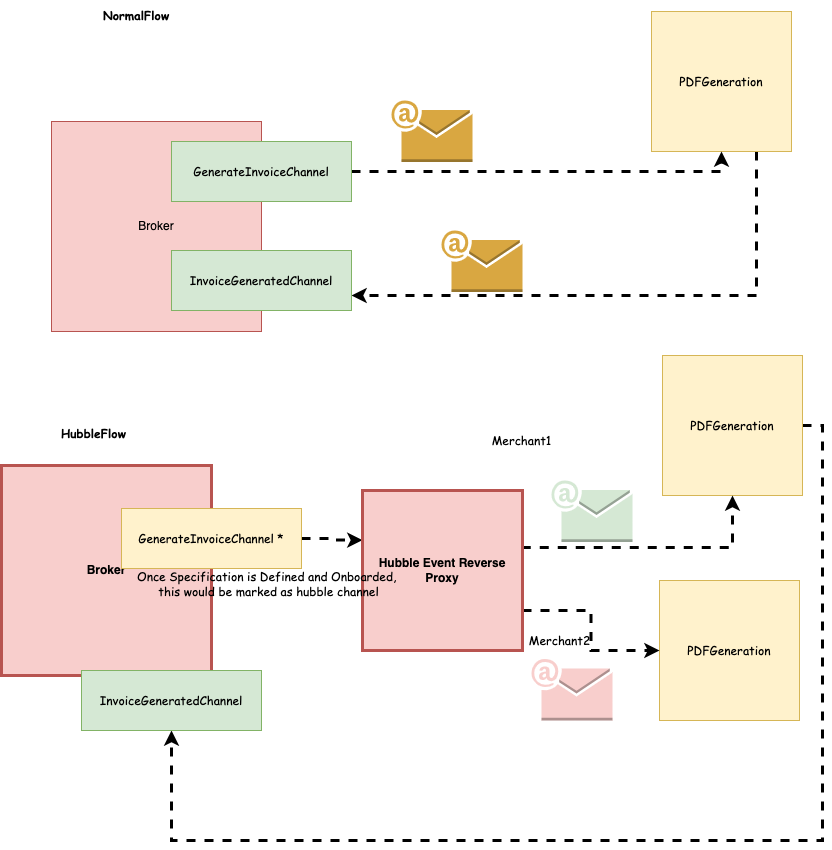 NormalFlow
PDFGeneration
@
GenerateInvoiceChannel
Broker
@
InvoiceGeneratedChannel
HubbleFlow
Merchant1
PDFGeneration
@
GenerateInvoiceChannel *
Broker
Once Specification is Defined and Onboarded,
this would be marked as hubble channel
Hubble Event Reverse
Proxy
Merchant2
PDFGeneration
@
InvoiceGeneratedChannel